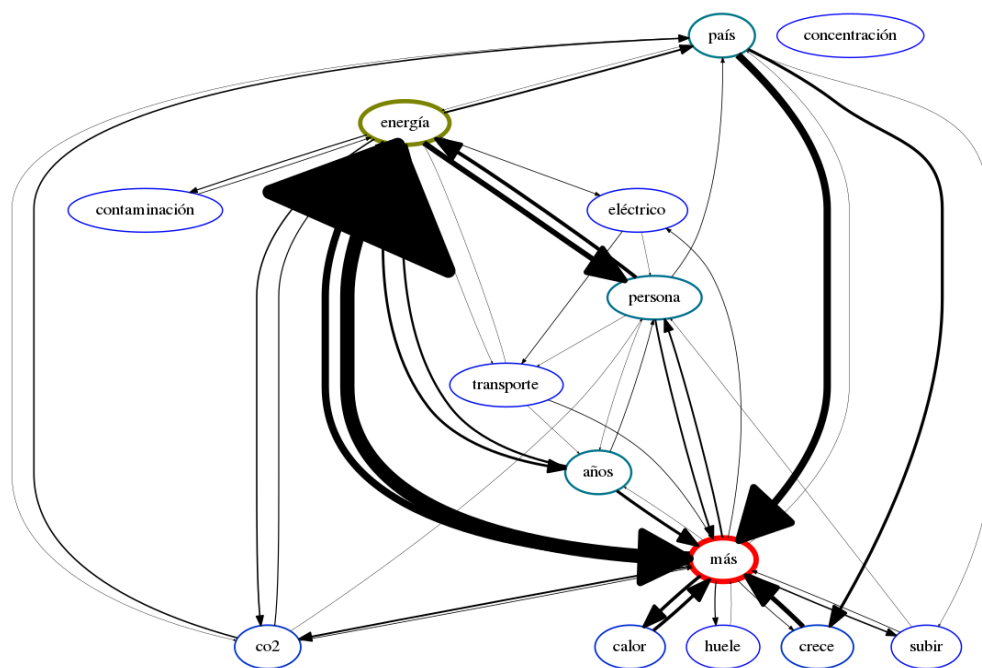 país
concentración
energía
contaminación
eléctrico
persona
transporte
años
más
co2
calor
huele
crece
subir